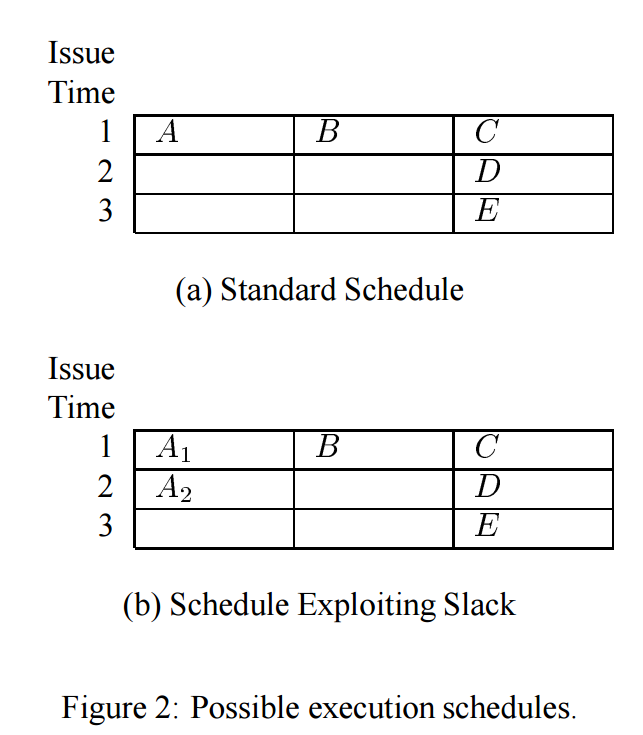 Issue
Time
1 A B C
2 D
3 E
(a) Standard Schedule
Issue
Time
1 A₁ B C
2 A₂ D
3 E
(b) Schedule Exploiting Slack
Figure 2: Possible execution schedules.